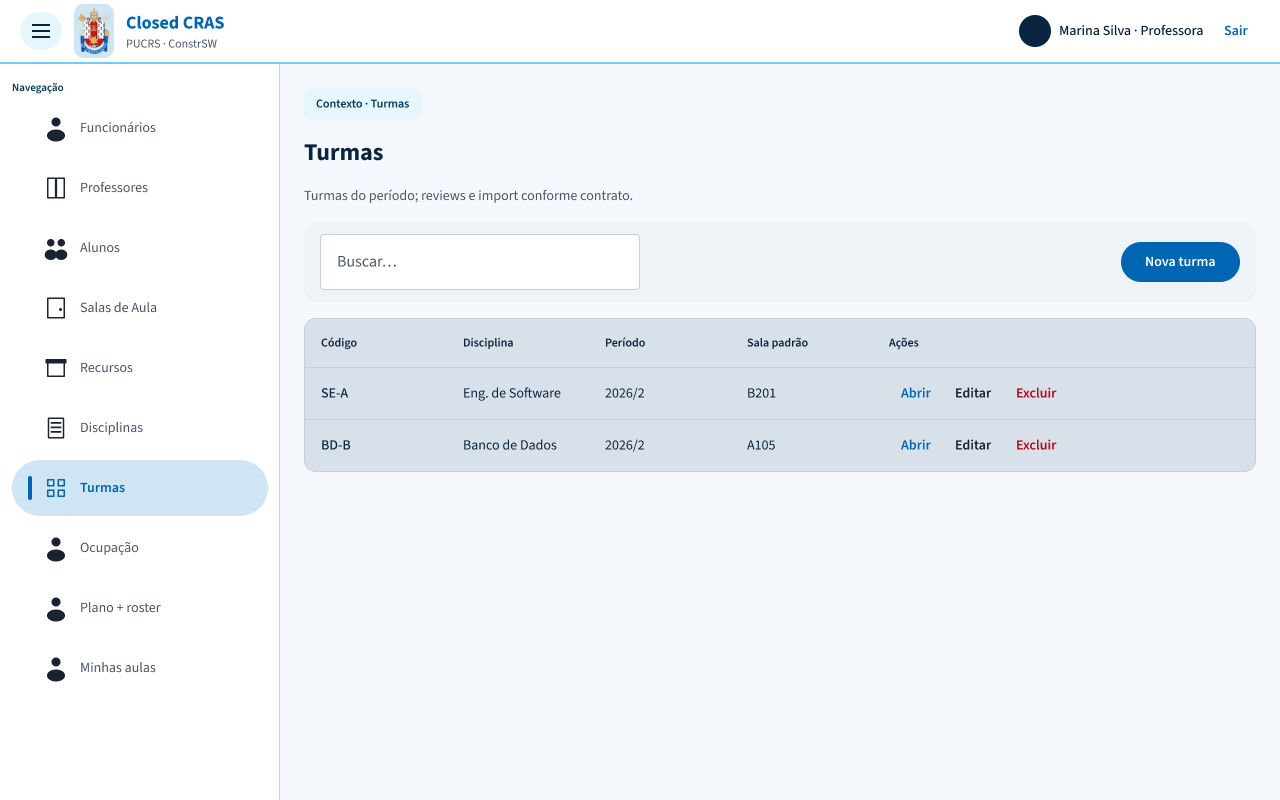 Closed CRAS
PUCRS · ConstrSW
Marina Silva · Professora
Sair
Navegação
Funcionários
Professores
Alunos
Salas de Aula
Recursos
Disciplinas
Turmas
Ocupação
Plano + roster
Minhas aulas
Contexto · Turmas
Turmas
Turmas do período; reviews e import conforme contrato.
Buscar…
Nova turma
Código Disciplina Período Sala padrão Ações
SE-A Eng. de Software 2026/2 B201 Abrir Editar Excluir
BD-B Banco de Dados 2026/2 A105 Abrir Editar Excluir